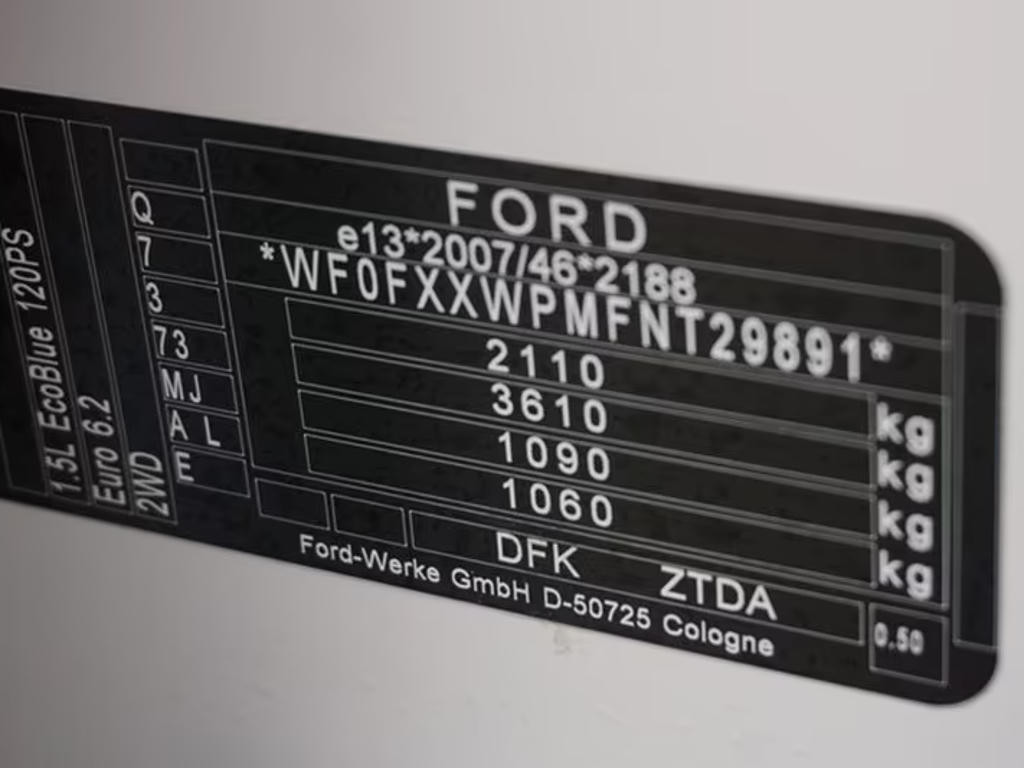 FORD
e13*2007/46*2188
*WF0FXXWPMFNT29891*
2110 kg
3610 kg
1090 kg
1060 kg
DFK ZTDA
0.50
Ford-Werke GmbH D-50725 Cologne
Q
7
3
73
MJ
A L
E
1.5L EcoBlue 120PS
Euro 6.2
2WD